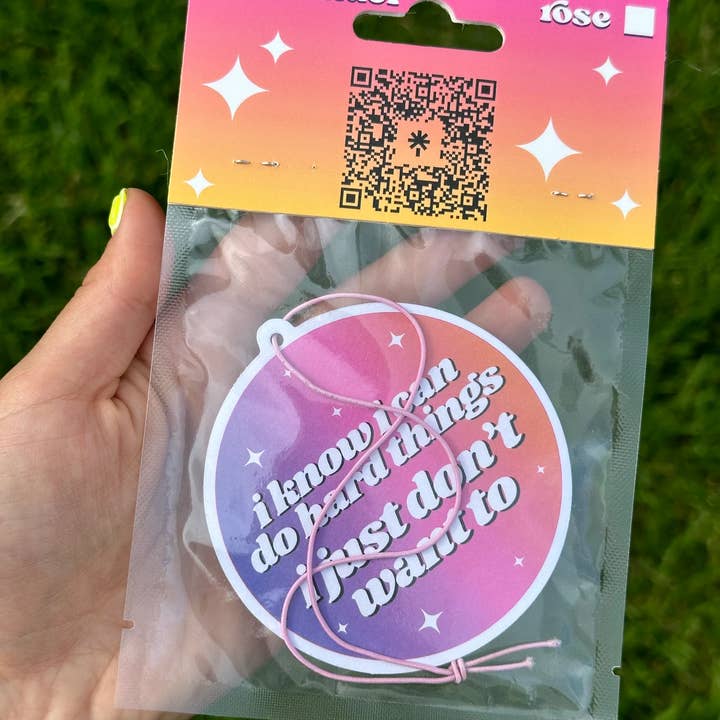 rose
i know i can
do hard things
i just don't
want to